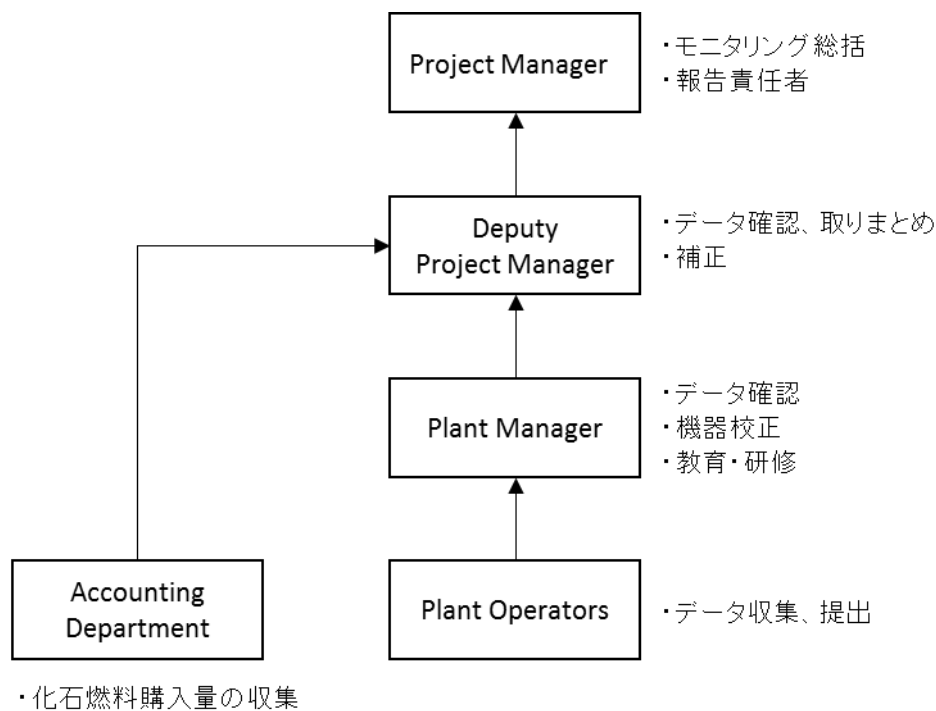 Project Manager
・モニタリング総括
・報告責任者
Deputy
Project Manager
・データ確認、取りまとめ
・補正
Plant Manager
・データ確認
・機器校正
・教育・研修
Accounting
Department
・化石燃料購入量の収集
Plant Operators
・データ収集、提出